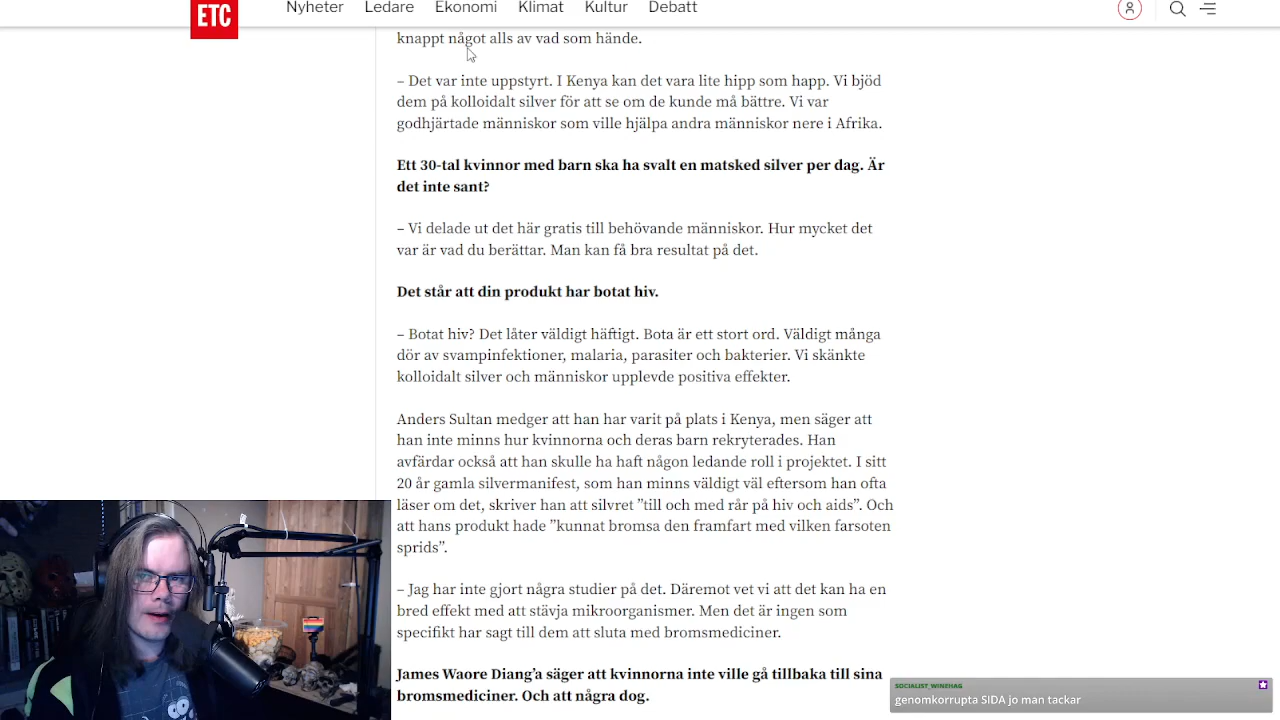 ETC
Nyheter Ledare Ekonomi Klimat Kultur Debatt
knappt något alls av vad som hände.
– Det var inte uppstyrt. I Kenya kan det vara lite hipp som happ. Vi bjöd
dem på kolloidalt silver för att se om de kunde må bättre. Vi var
godhjärtade människor som ville hjälpa andra människor nere i Afrika.
Ett 30-tal kvinnor med barn ska ha svalt en matsked silver per dag. Är
det inte sant?
– Vi delade ut det här gratis till behövande människor. Hur mycket det
var är vad du berättar. Man kan få bra resultat på det.
Det står att din produkt har botat hiv.
– Botat hiv? Det låter väldigt häftigt. Bota är ett stort ord. Väldigt många
dör av svampinfektioner, malaria, parasiter och bakterier. Vi skänkte
kolloidalt silver och människor upplevde positiva effekter.
Anders Sultan medger att han har varit på plats i Kenya, men säger att
han inte minns hur kvinnorna och deras barn rekryterades. Han
avfärdar också att han skulle ha haft någon ledande roll i projektet. I sitt
20 år gamla silvermanifest, som han minns väldigt väl eftersom han ofta
läser om det, skriver han att silvret ”till och med rår på hiv och aids”. Och
att hans produkt hade ”kunnat bromsa den framfart med vilken farsoten
sprids”.
– Jag har inte gjort några studier på det. Däremot vet vi att det kan ha en
bred effekt med att stävja mikroorganismer. Men det är ingen som
specifikt har sagt till dem att sluta med bromsmediciner.
James Waore Diang’a säger att kvinnorna inte ville gå tillbaka till sina
bromsmediciner. Och att några dog.
SOCIALIST_WINEHAG
genomkorrupta SIDA jo man tackar